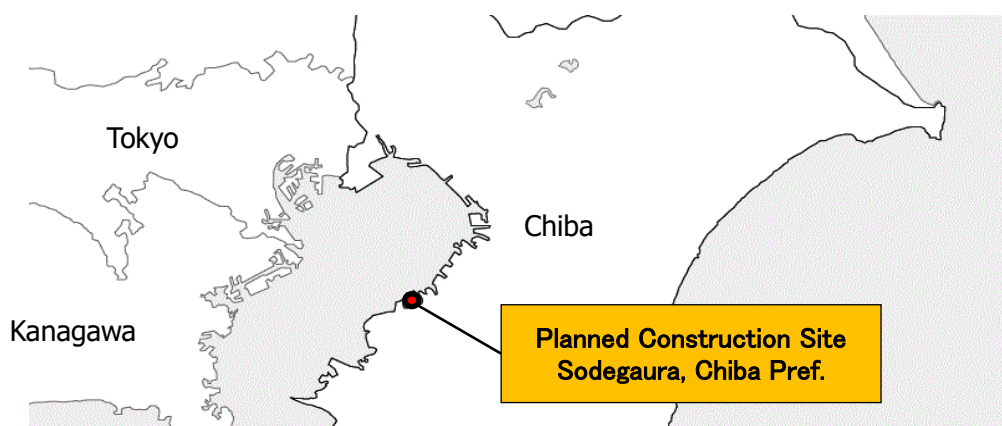 Tokyo
Chiba
Kanagawa
Planned Construction Site
Sodegaura, Chiba Pref.